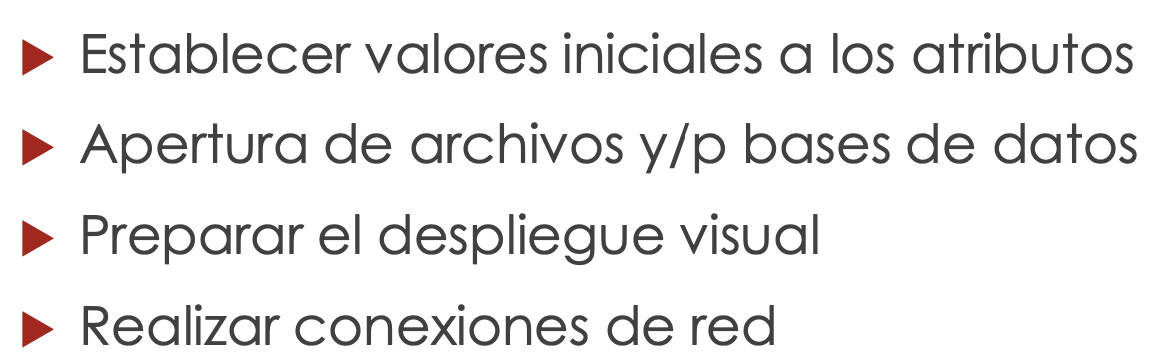 Establecer valores iniciales a los atributos
Apertura de archivos y/p bases de datos
Preparar el despliegue visual
Realizar conexiones de red